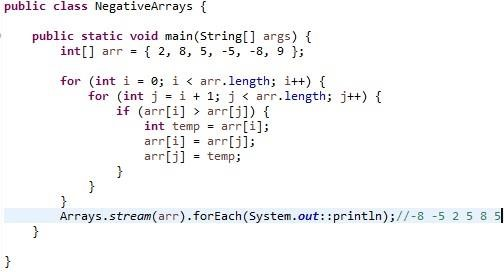 public class NegativeArrays {
public static void main(String[] args) {
int[] arr = { 2, 8, 5, -5, -8, 9 };
for (int i = 0; i < arr.length; i++) {
for (int j = i + 1; j < arr.length; j++) {
if (arr[i] > arr[j]) {
int temp = arr[i];
arr[i] = arr[j];
arr[j] = temp;
}
}
}
Arrays.stream(arr).forEach(System.out::println);//-8 -5 2 5 8 5
}
}